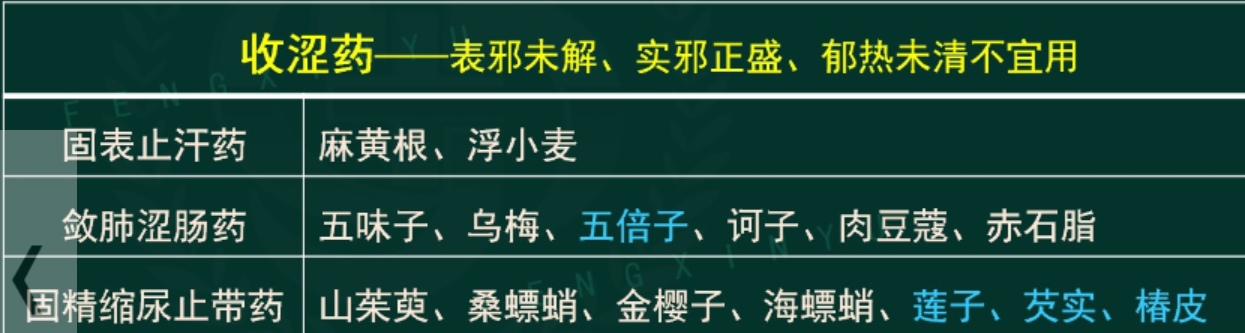 收涩药——表邪未解、实邪正盛、郁热未清不宜用
固表止汗药 麻黄根、浮小麦
敛肺涩肠药 五味子、乌梅、五倍子、诃子、肉豆蔻、赤石脂
固精缩尿止带药 山茱萸、桑螵蛸、金樱子、海螵蛸、莲子、芡实、椿皮